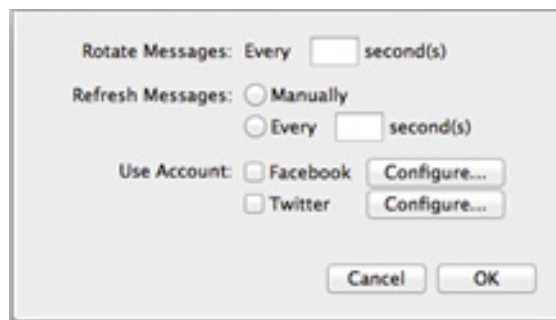 Rotate Messages: Every second(s)
Refresh Messages: Manually
Every second(s)
Use Account: Facebook Configure...
Twitter Configure...
Cancel OK